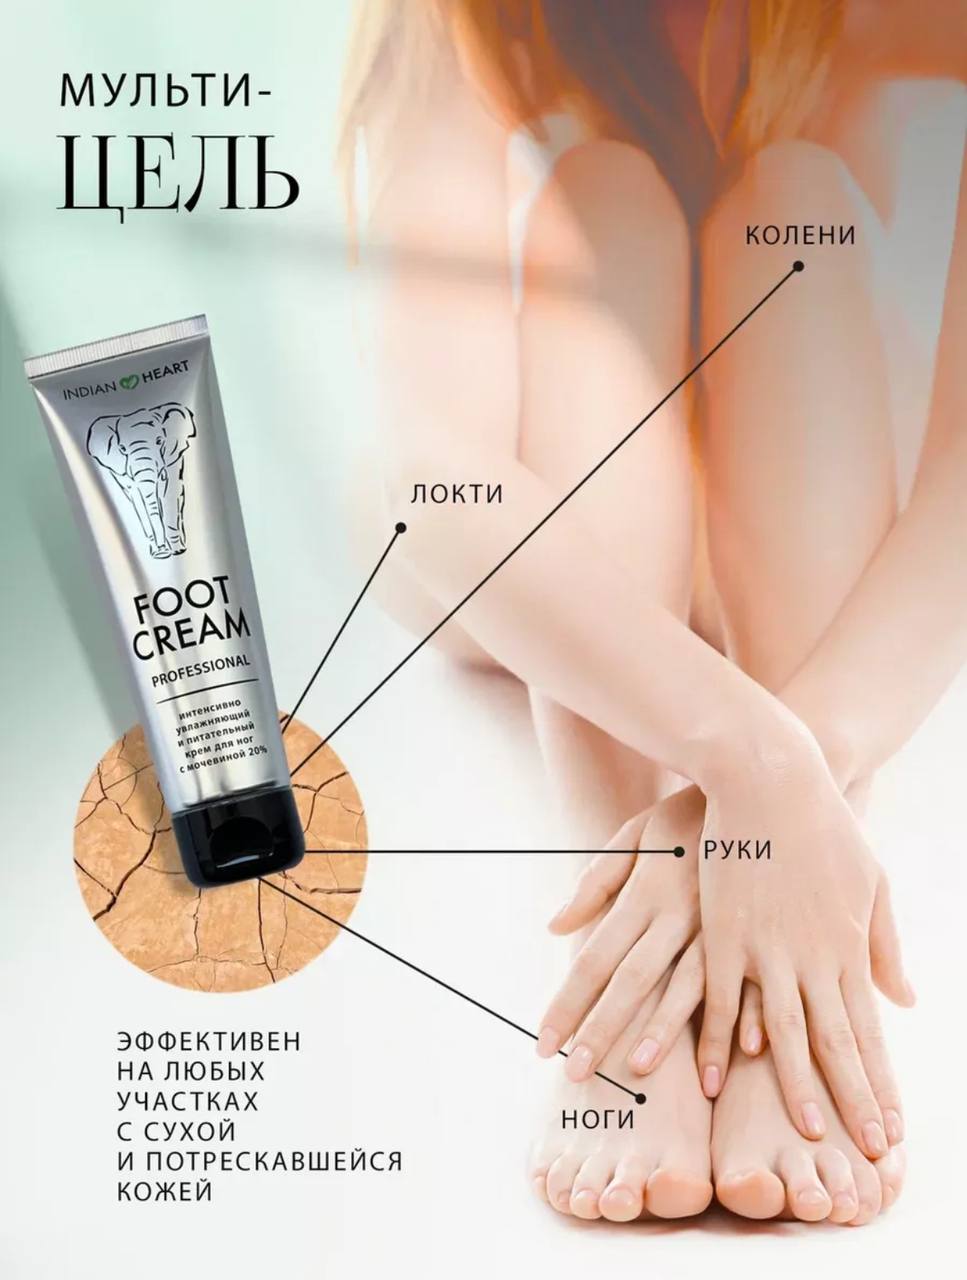 МУЛЬТИ-
ЦЕЛЬ
КОЛЕНИ
INDIAN HEART
ЛОКТИ
FOOT
CREAM
PROFESSIONAL
интенсивно
увлажняющий
и питательный
крем для ног
с мочевиной 20%
РУКИ
ЭФФЕКТИВЕН
НА ЛЮБЫХ
УЧАСТКАХ
С СУХОЙ
И ПОТРЕСКАВШЕЙСЯ
КОЖЕЙ
НОГИ